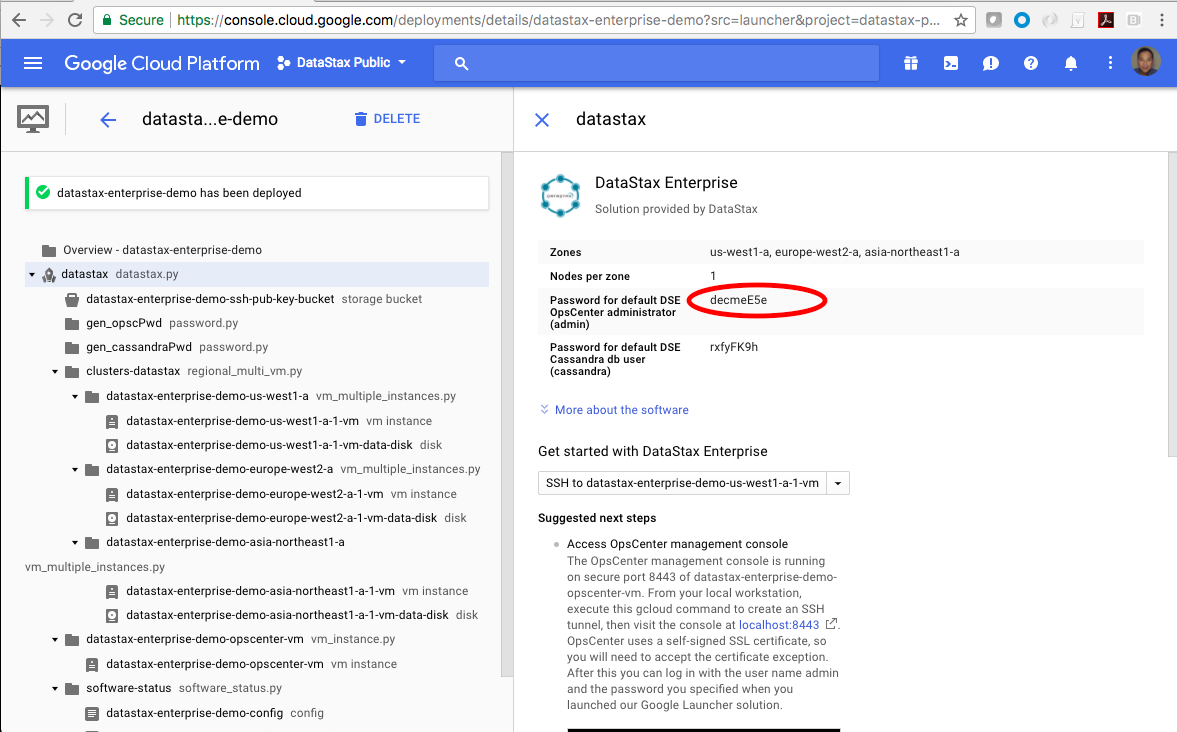 Secure
https://console.cloud.google.com/deployments/details/datastax-enterprise-demo?src=launcher&project=datastax-p...
Google Cloud Platform
DataStax Public
datasta...e-demo
DELETE
datastax
datastax-enterprise-demo has been deployed
Overview - datastax-enterprise-demo
datastax datastax.py
datastax-enterprise-demo-ssh-pub-key-bucket storage bucket
gen_opscPwd password.py
gen_cassandraPwd password.py
clusters-datastax regional_multi_vm.py
datastax-enterprise-demo-us-west1-a vm_multiple_instances.py
datastax-enterprise-demo-us-west1-a-1-vm vm instance
datastax-enterprise-demo-us-west1-a-1-vm-data-disk disk
datastax-enterprise-demo-europe-west2-a vm_multiple_instances.py
datastax-enterprise-demo-europe-west2-a-1-vm vm instance
datastax-enterprise-demo-europe-west2-a-1-vm-data-disk disk
datastax-enterprise-demo-asia-northeast1-a
vm_multiple_instances.py
datastax-enterprise-demo-asia-northeast1-a-1-vm vm instance
datastax-enterprise-demo-asia-northeast1-a-1-vm-data-disk disk
datastax-enterprise-demo-opscenter-vm vm_instance.py
datastax-enterprise-demo-opscenter-vm vm instance
software-status software_status.py
datastax-enterprise-demo-config config
DataStax Enterprise
Solution provided by DataStax
Zones us-west1-a, europe-west2-a, asia-northeast1-a
Nodes per zone 1
Password for default DSE decmeE5e
OpsCenter administrator
(admin)
Password for default DSE rxfyFK9h
Cassandra db user
(cassandra)
More about the software
Get started with DataStax Enterprise
SSH to datastax-enterprise-demo-us-west1-a-1-vm
Suggested next steps
Access OpsCenter management console
The OpsCenter management console is running
on secure port 8443 of datastax-enterprise-demo-
opscenter-vm. From your local workstation,
execute this gcloud command to create an SSH
tunnel, then visit the console at localhost:8443 .
OpsCenter uses a self-signed SSL certificate, so
you will need to accept the certificate exception.
After this you can log in with the user name admin
and the password you specified when you
launched our Google Launcher solution.